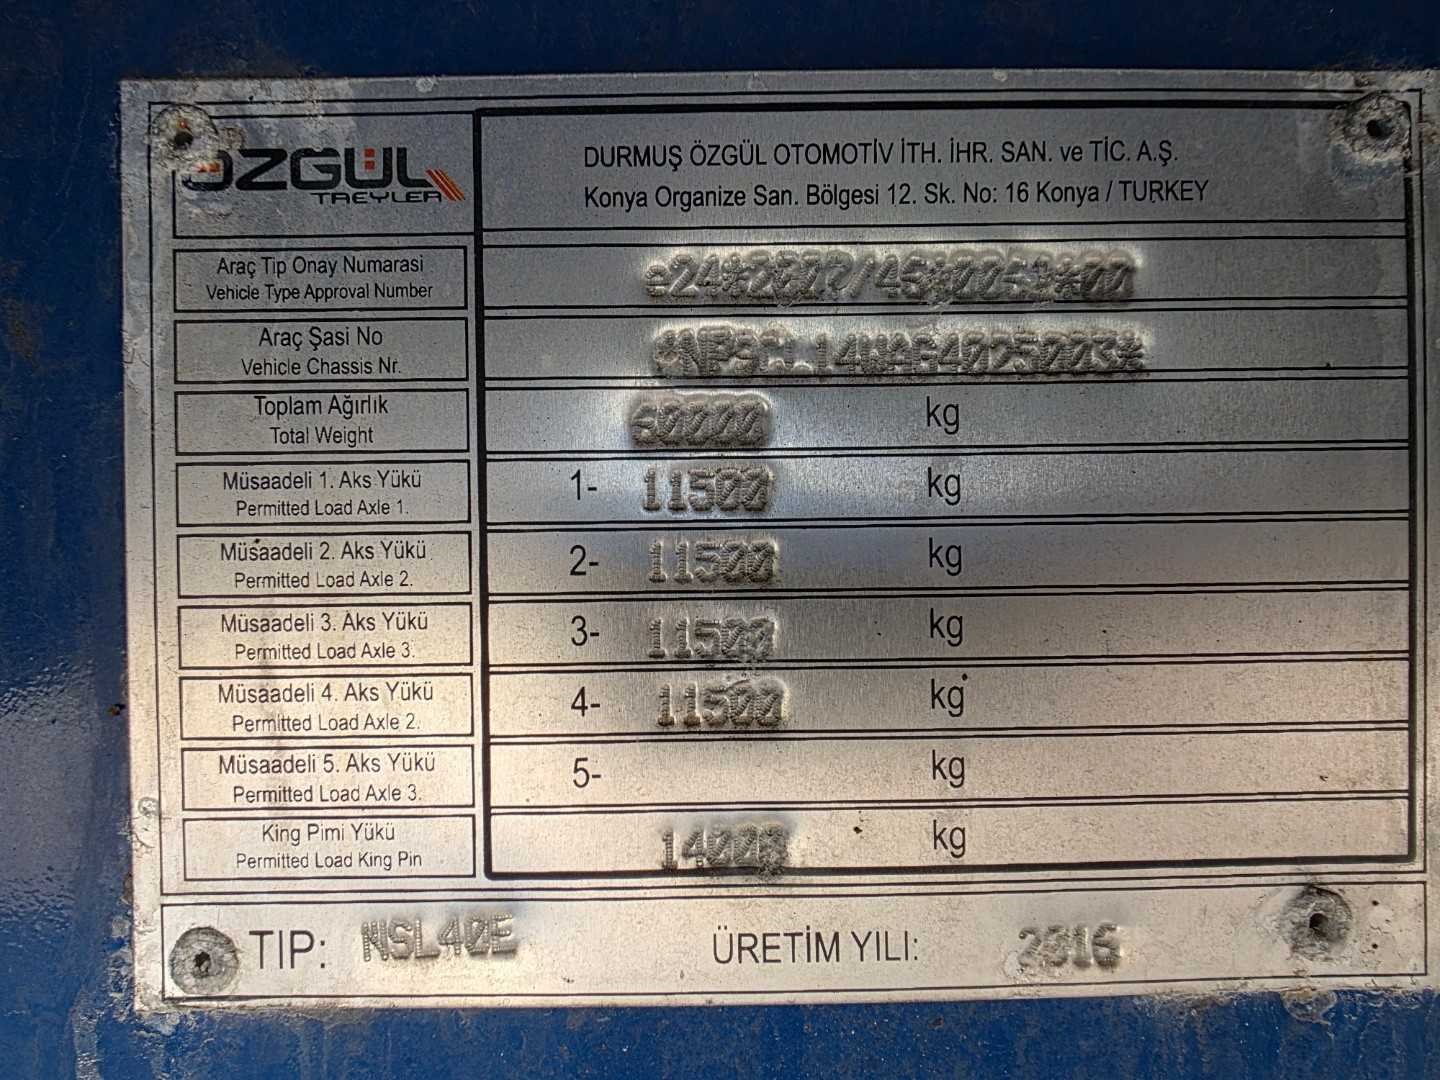 ÖZGÜL
TREYLER
DURMUŞ ÖZGÜL OTOMOTİV İTH. İHR. SAN. ve TİC. A.Ş.
Konya Organize San. Bölgesi 12. Sk. No: 16 Konya / TURKEY
Araç Tip Onay Numarasi
Vehicle Type Approval Number
Araç Şasi No
Vehicle Chassis Nr.
Toplam Ağırlık
Total Weight
60000 kg
Müsaadeli 1. Aks Yükü
Permitted Load Axle 1.
1- 11500 kg
Müsaadeli 2. Aks Yükü
Permitted Load Axle 2.
2- 11500 kg
Müsaadeli 3. Aks Yükü
Permitted Load Axle 3.
3- 11500 kg
Müsaadeli 4. Aks Yükü
Permitted Load Axle 2.
4- 11500 kg
Müsaadeli 5. Aks Yükü
Permitted Load Axle 3.
5- kg
King Pimi Yükü
Permitted Load King Pin
14000 kg
TIP: NSL40E ÜRETİM YILI: 2016